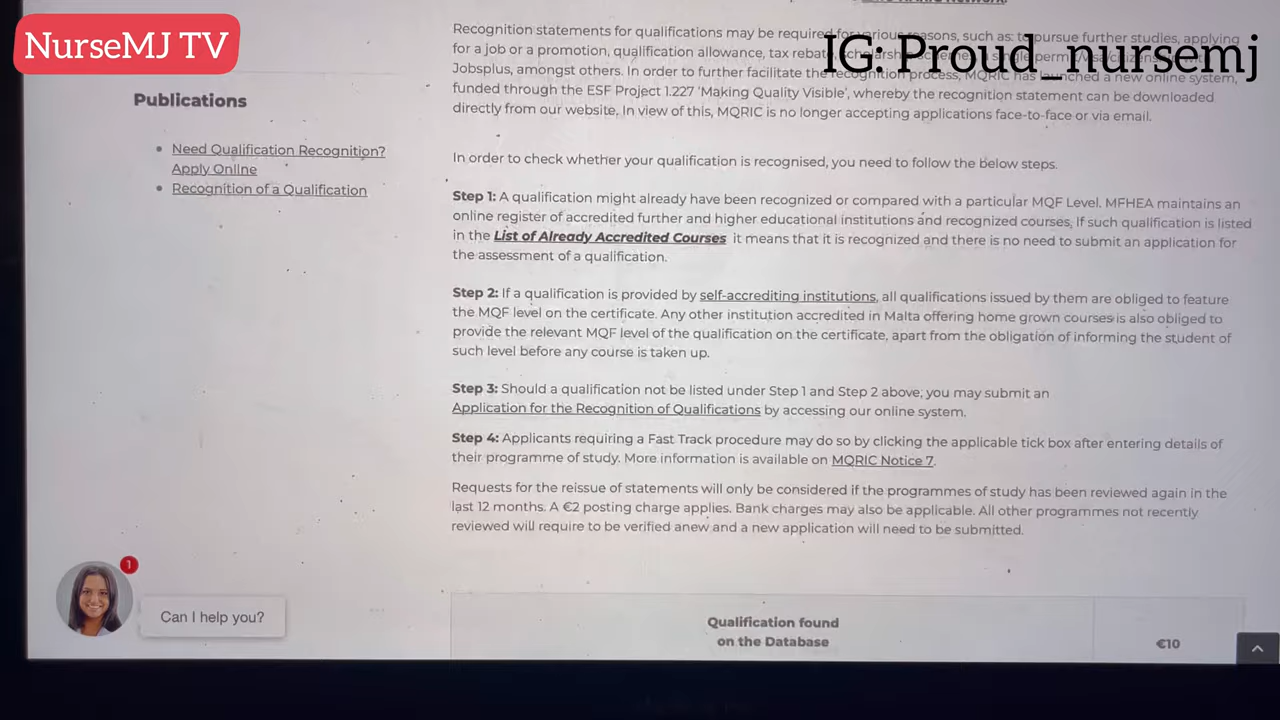 NurseMJ TV
IG: Proud_nursemj
Recognition statements for qualifications may be required for various reasons, such as: to pursue further studies, applying
for a job or a promotion, qualification allowance, tax rebate, single permit
Jobsplus, amongst others. In order to further facilitate the recognition process, MQRIC has launched a new online system,
funded through the ESF Project 1.227 'Making Quality Visible', whereby the recognition statement can be downloaded
directly from our website. In view of this, MQRIC is no longer accepting applications face-to-face or via email.
Publications
Need Qualification Recognition?
Apply Online
Recognition of a Qualification
In order to check whether your qualification is recognised, you need to follow the below steps.
Step 1: A qualification might already have been recognized or compared with a particular MQF Level. MFHEA maintains an
online register of accredited further and higher educational institutions and recognized courses, If such qualification is listed
in the List of Already Accredited Courses it means that it is recognized and there is no need to submit an application for
the assessment of a qualification.
Step 2: If a qualification is provided by self-accrediting institutions, all qualifications issued by them are obliged to feature
the MQF level on the certificate. Any other institution accredited in Malta offering home grown courses is also obliged to
provide the relevant MQF level of the qualification on the certificate, apart from the obligation of informing the student of
such level before any course is taken up.
Step 3: Should a qualification not be listed under Step 1 and Step 2 above; you may submit an
Application for the Recognition of Qualifications by accessing our online system.
Step 4: Applicants requiring a Fast Track procedure may do so by clicking the applicable tick box after entering details of
their programme of study. More information is available on MQRIC Notice 7.
Requests for the reissue of statements will only be considered if the programmes of study has been reviewed again in the
last 12 months. A €2 posting charge applies. Bank charges may also be applicable. All other programmes not recently
reviewed will require to be verified anew and a new application will need to be submitted.
1
Can I help you?
Qualification found
on the Database
€10